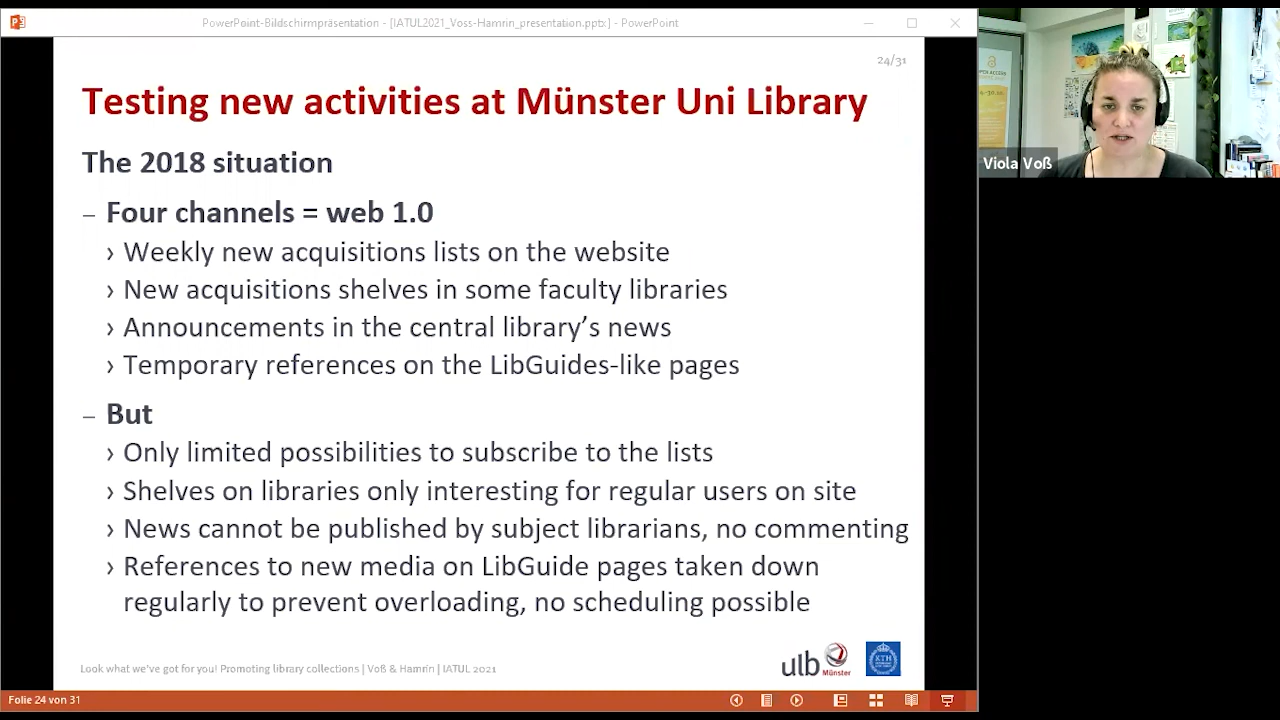 PowerPoint-Bildschirmpräsentation - [IATUL2021_Voss-Hamrin_presentation.ppb:] - PowerPoint
24/31
Testing new activities at Münster Uni Library
The 2018 situation
– Four channels = web 1.0
› Weekly new acquisitions lists on the website
› New acquisitions shelves in some faculty libraries
› Announcements in the central library's news
› Temporary references on the LibGuides-like pages
– But
› Only limited possibilities to subscribe to the lists
› Shelves on libraries only interesting for regular users on site
› News cannot be published by subject librarians, no commenting
› References to new media on LibGuide pages taken down
regularly to prevent overloading, no scheduling possible
Look what we've got for you! Promoting library collections | Voß & Hamrin | IATUL 2021
ulb Münster
KTH
Folie 24 von 31
Viola Voß